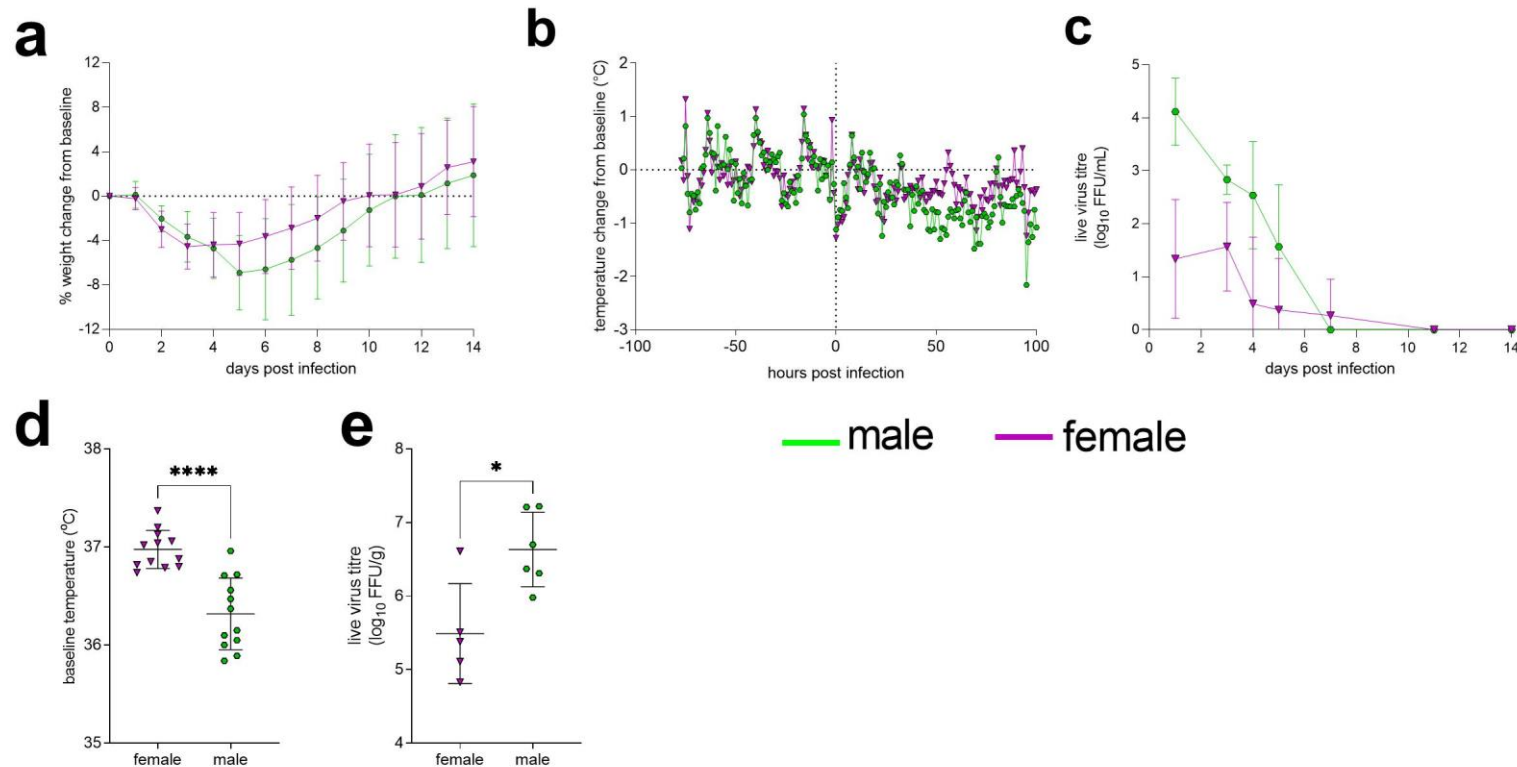 a
12
8
4
0
-4
-8
-12
% weight change from baseline
0 2 4 6 8 10 12 14
days post infection
b
2
1
0
-1
-2
-3
temperature change from baseline (°C)
-100 -50 0 50 100
hours post infection
c
5
4
3
2
1
0
live virus titre
(log10 FFU/mL)
0 2 4 6 8 10 12 14
days post infection
d
38
37
36
35
baseline temperature (°C)
****
female male
e
8
7
6
5
4
live virus titre
(log10 FFU/g)
*
female male
male female